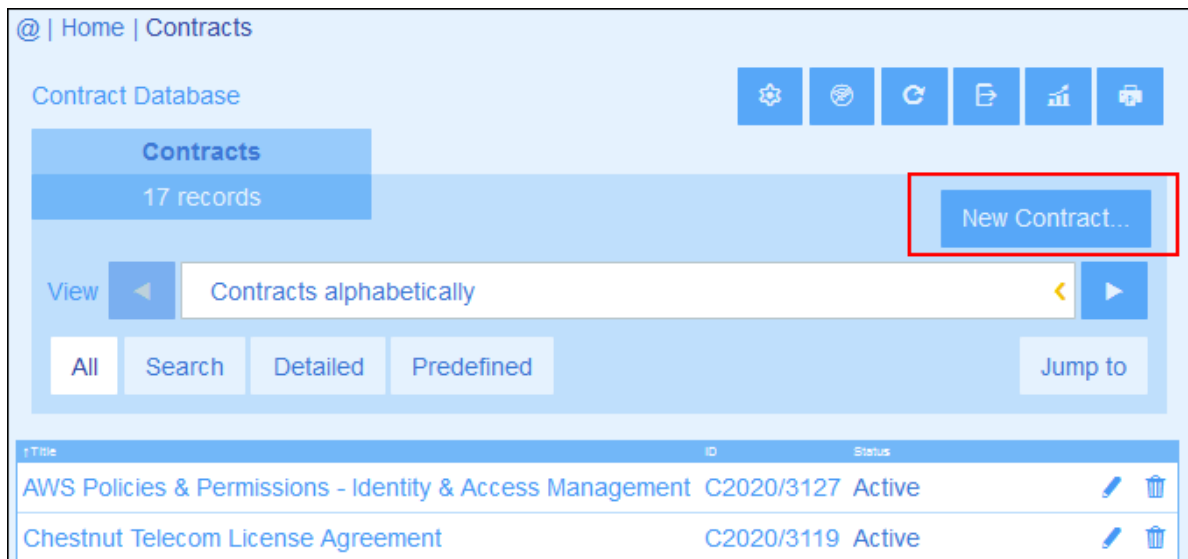 @ | Home | Contracts
Contract Database
Contracts
17 records
New Contract...
View
Contracts alphabetically
All Search Detailed Predefined Jump to
↑Title ID Status
AWS Policies & Permissions - Identity & Access Management C2020/3127 Active
Chestnut Telecom License Agreement C2020/3119 Active